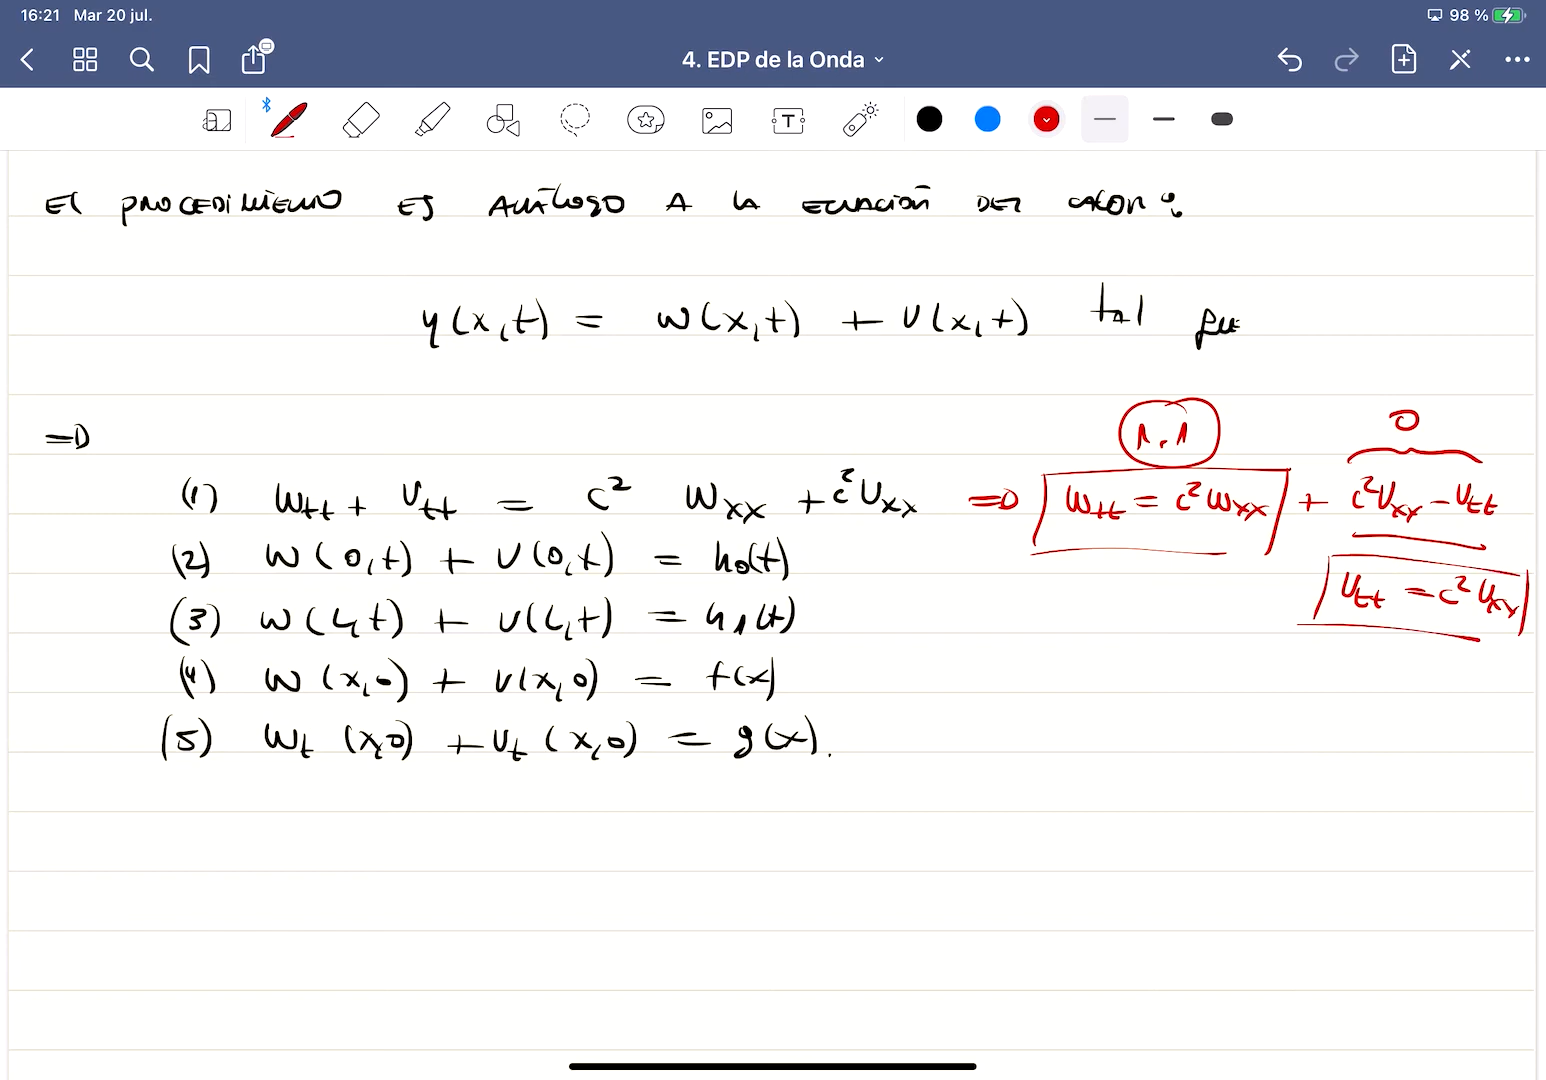 16:21 Mar 20 jul. 98 %
4. EDP de la Onda
El procedimiento es análogo a la ecuación del calor:
y(x,t) = w(x,t) + v(x,t) tal que
1.1 0
=D
(1) w_tt + v_tt = c² w_xx + c² v_xx =D w_tt = c² w_xx + c² v_xx - v_tt
(2) w(0,t) + v(0,t) = h₀(t)
v_tt = c² v_xx
(3) w(L,t) + v(L,t) = h₁(t)
(4) w(x,0) + v(x,0) = f(x)
(5) w_t(x,0) + v_t(x,0) = g(x).